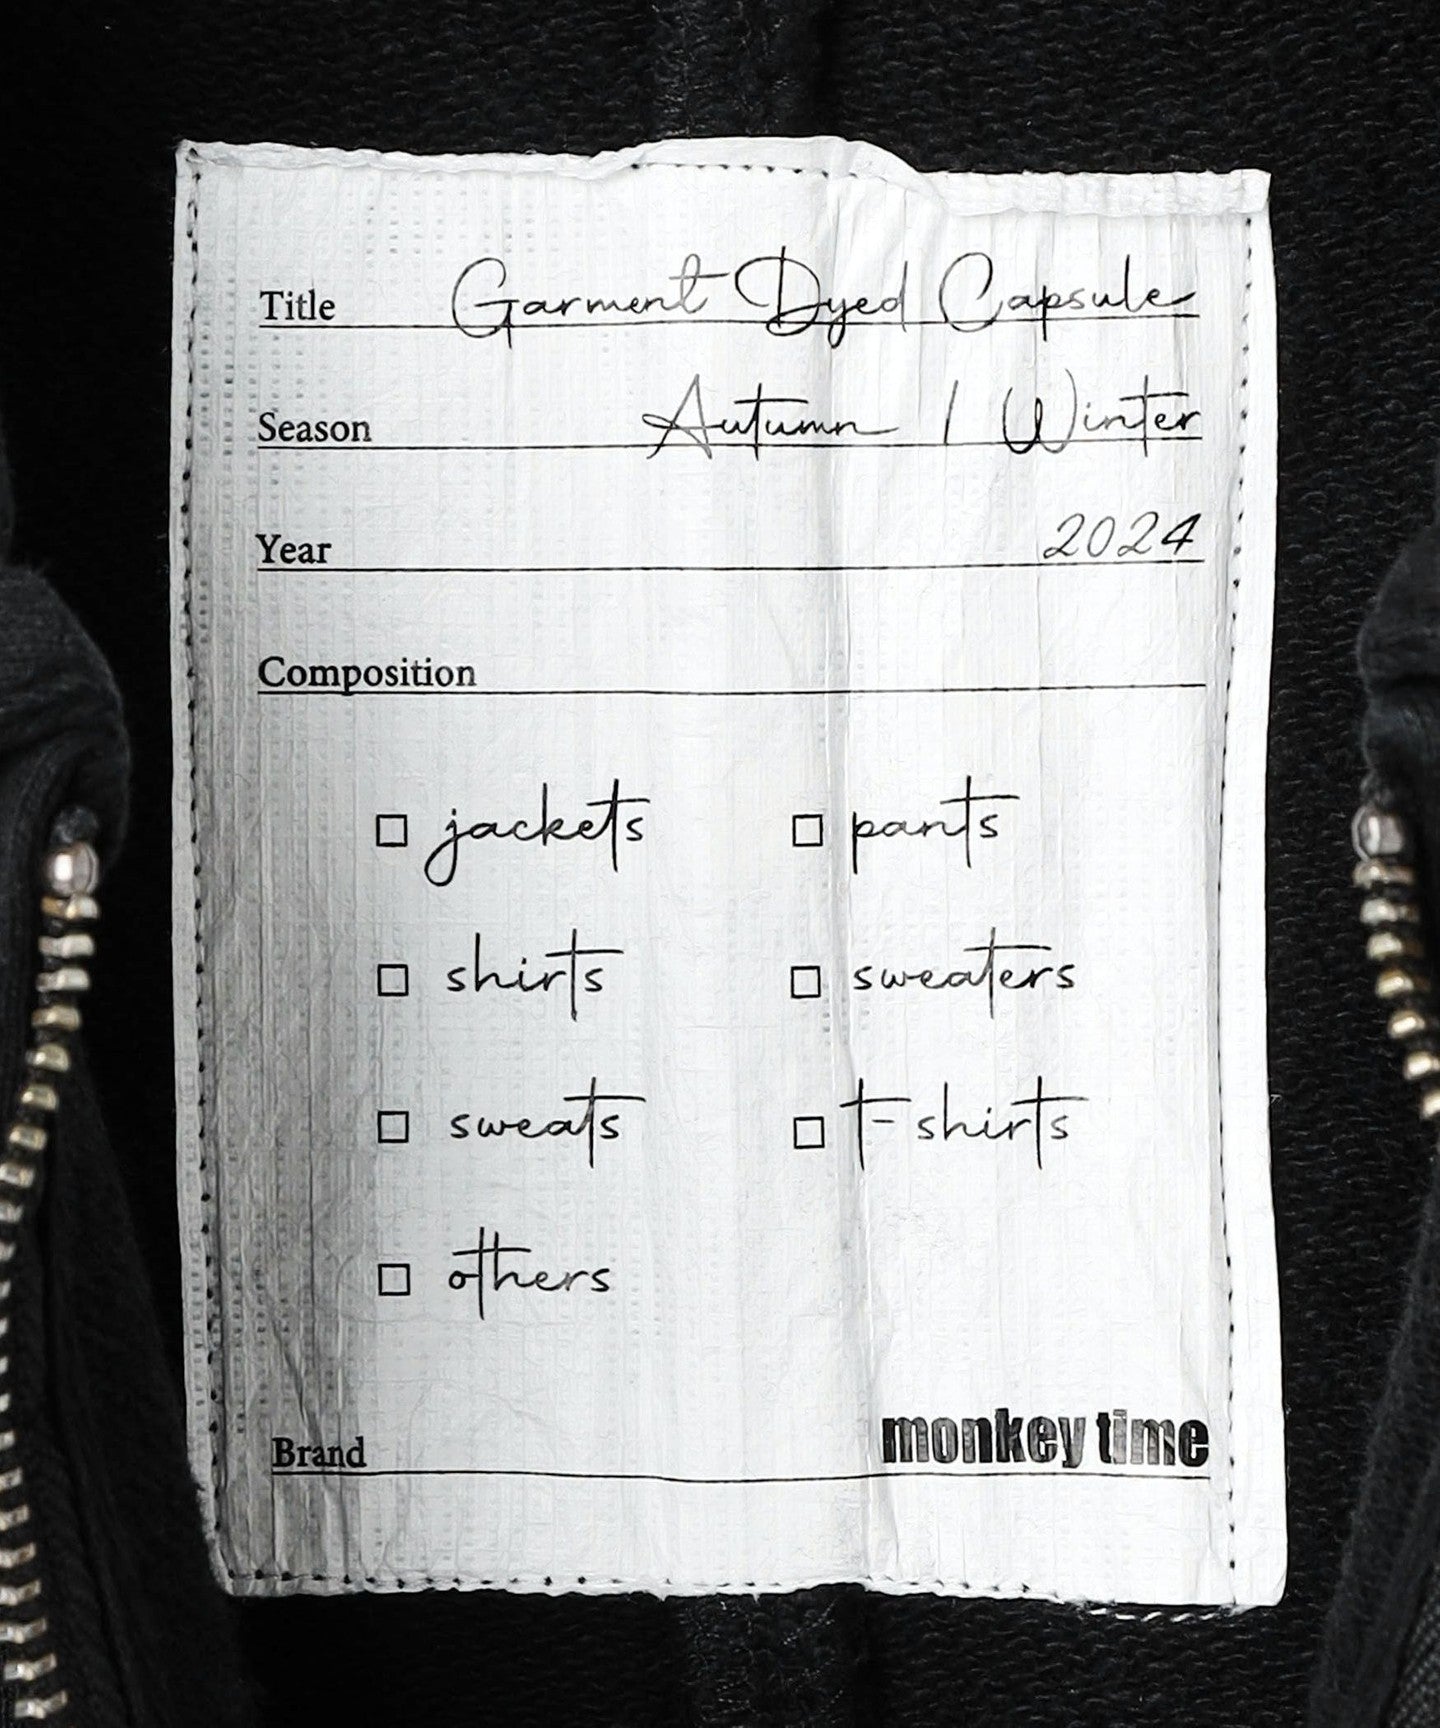 Title Garment Dyed Capsule
Season Autumn / Winter
Year 2024
Composition
□ jackets □ pants
□ shirts □ sweaters
□ sweats □ t-shirts
□ others
Brand monkey time